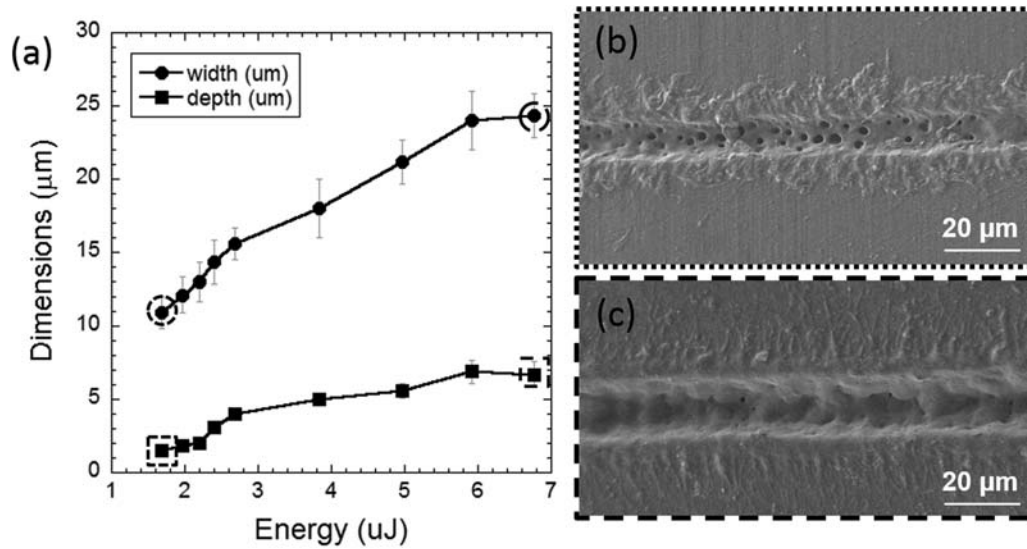 (a)
30
25
20
15
10
5
0
Dimensions (μm)
width (um)
depth (um)
1 2 3 4 5 6 7
Energy (uJ)
(b)
20 μm
(c)
20 μm